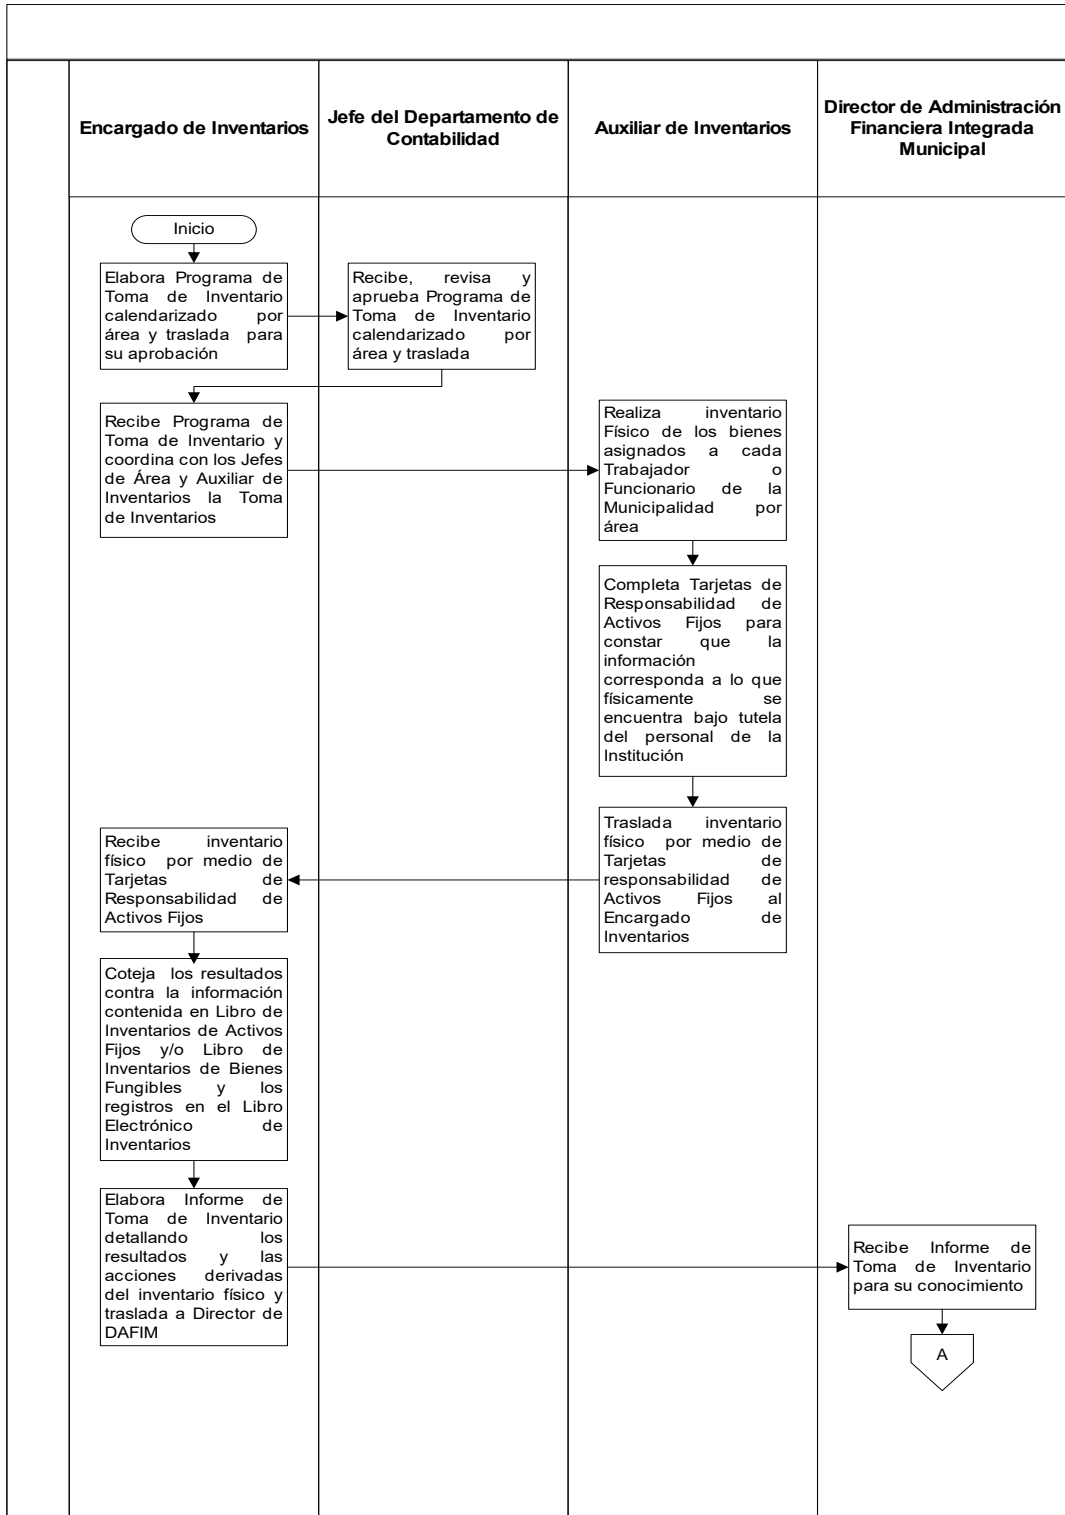 Encargado de Inventarios
Jefe del Departamento de
Contabilidad
Auxiliar de Inventarios
Director de Administración
Financiera Integrada
Municipal
Inicio
Elabora Programa de
Toma de Inventario
calendarizado por
área y traslada para
su aprobación
Recibe, revisa y
aprueba Programa de
Toma de Inventario
calendarizado por
área y traslada
Recibe Programa de
Toma de Inventario y
coordina con los Jefes
de Área y Auxiliar de
Inventarios la Toma
de Inventarios
Realiza inventario
Físico de los bienes
asignados a cada
Trabajador o
Funcionario de la
Municipalidad por
área
Completa Tarjetas de
Responsabilidad de
Activos Fijos para
constar que la
información
corresponda a lo que
físicamente se
encuentra bajo tutela
del personal de la
Institución
Traslada inventario
físico por medio de
Tarjetas de
responsabilidad de
Activos Fijos al
Encargado de
Inventarios
Recibe inventario
físico por medio de
Tarjetas de
Responsabilidad de
Activos Fijos
Coteja los resultados
contra la información
contenida en Libro de
Inventarios de Activos
Fijos y/o Libro de
Inventarios de Bienes
Fungibles y los
registros en el Libro
Electrónico de
Inventarios
Elabora Informe de
Toma de Inventario
detallando los
resultados y las
acciones derivadas
del inventario físico y
traslada a Director de
DAFIM
Recibe Informe de
Toma de Inventario
para su conocimiento
A